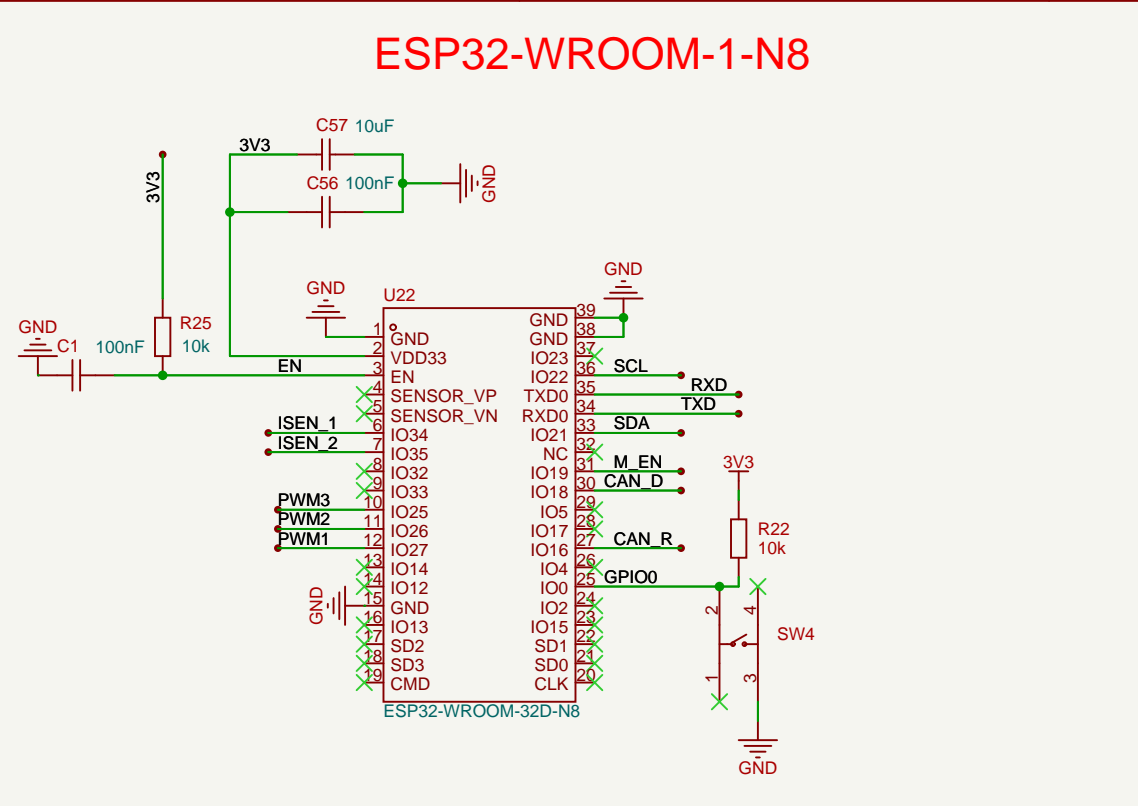 ESP32-WROOM-1-N8
C57 10uF
3V3
C56 100nF
GND
3V3
GND
C1 100nF
R25
10k
EN
GND
GND
U22
1 GND
2 VDD33
3 EN
4 SENSOR_VP
5 SENSOR_VN
ISEN_1 6 IO34
ISEN_2 7 IO35
8 IO32
9 IO33
PWM3 10 IO25
PWM2 11 IO26
PWM1 12 IO27
13 IO14
14 IO12
GND 15 GND
16 IO13
17 SD2
18 SD3
19 CMD
GND 39
GND 38
IO23 37
IO22 36 SCL
TXD0 35 RXD
RXD0 34 TXD
IO21 33 SDA
NC 32
IO19 31 M_EN
IO18 30 CAN_D
IO5 29
IO17 28
IO16 27 CAN_R
IO4 26
IO0 25 GPIO0
IO2 24
IO15 23
SD1 22
SD0 21
CLK 20
ESP32-WROOM-32D-N8
3V3
R22
10k
2 4
SW4
1 3
GND